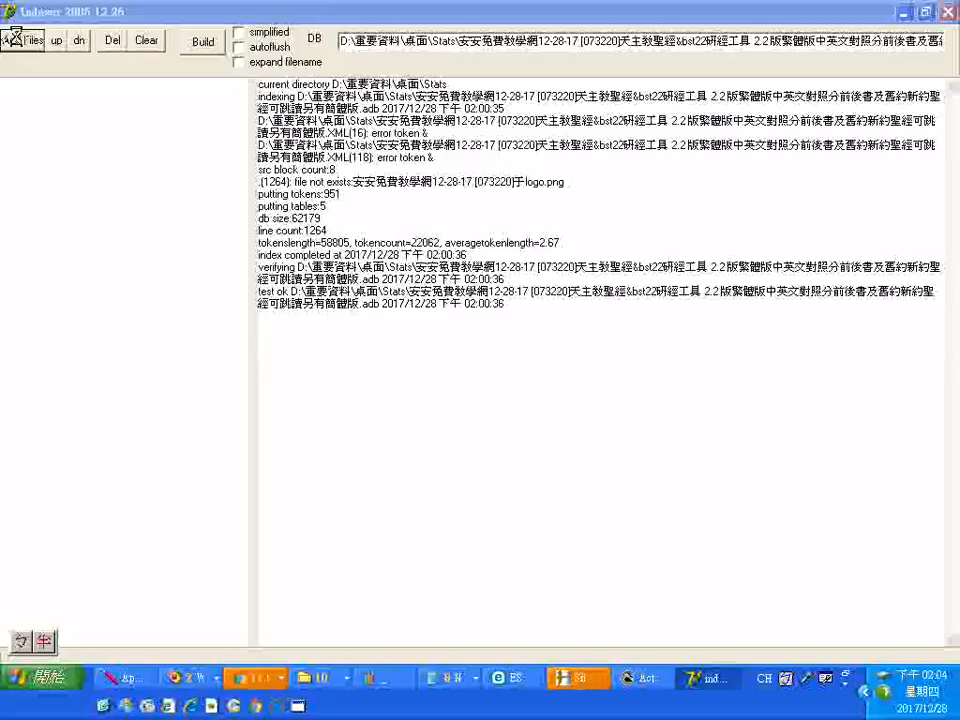 Indexer 2006 12.26
Files up dn Del Clear Build
simplified
autoflush
expand filename
DB
D:\重要資料\桌面\Stats\安安免費教學網12-28-17 [073220]天主教聖經&bst22研經工具 2.2版繁體版中英文對照分前後書及舊
current directory D:\重要資料\桌面\Stats
indexing D:\重要資料\桌面\Stats\安安免費教學網12-28-17 [073220]天主教聖經&bst22研經工具 2.2版繁體版中英文對照分前後書及舊約新約聖
經可跳讀另有簡體版.adb 2017/12/28 下午 02:00:35
D:\重要資料\桌面\Stats\安安免費教學網12-28-17 [073220]天主教聖經&bst22研經工具 2.2版繁體版中英文對照分前後書及舊約新約聖經可跳
讀另有簡體版.XML(16): error token &
D:\重要資料\桌面\Stats\安安免費教學網12-28-17 [073220]天主教聖經&bst22研經工具 2.2版繁體版中英文對照分前後書及舊約新約聖經可跳
讀另有簡體版.XML(118): error token &
src block count:8
.(1264): file not exists:安安免費教學網12-28-17 [073220]于logo.png
putting tokens:951
putting tables:5
db size:62179
line count:1264
tokenslength=58805, tokencount=22062, averagetokenlength=2.67
index completed at 2017/12/28 下午 02:00:36
verifying D:\重要資料\桌面\Stats\安安免費教學網12-28-17 [073220]天主教聖經&bst22研經工具 2.2版繁體版中英文對照分前後書及舊約新約聖
經可跳讀另有簡體版.adb 2017/12/28 下午 02:00:36
test ok D:\重要資料\桌面\Stats\安安免費教學網12-28-17 [073220]天主教聖經&bst22研經工具 2.2版繁體版中英文對照分前後書及舊約新約聖
經可跳讀另有簡體版.adb 2017/12/28 下午 02:00:36
ㄅ 半
開始 Ap... 2 W 10 8 N ES: Act ind... CH 下午 02:04
星期四
2017/12/28